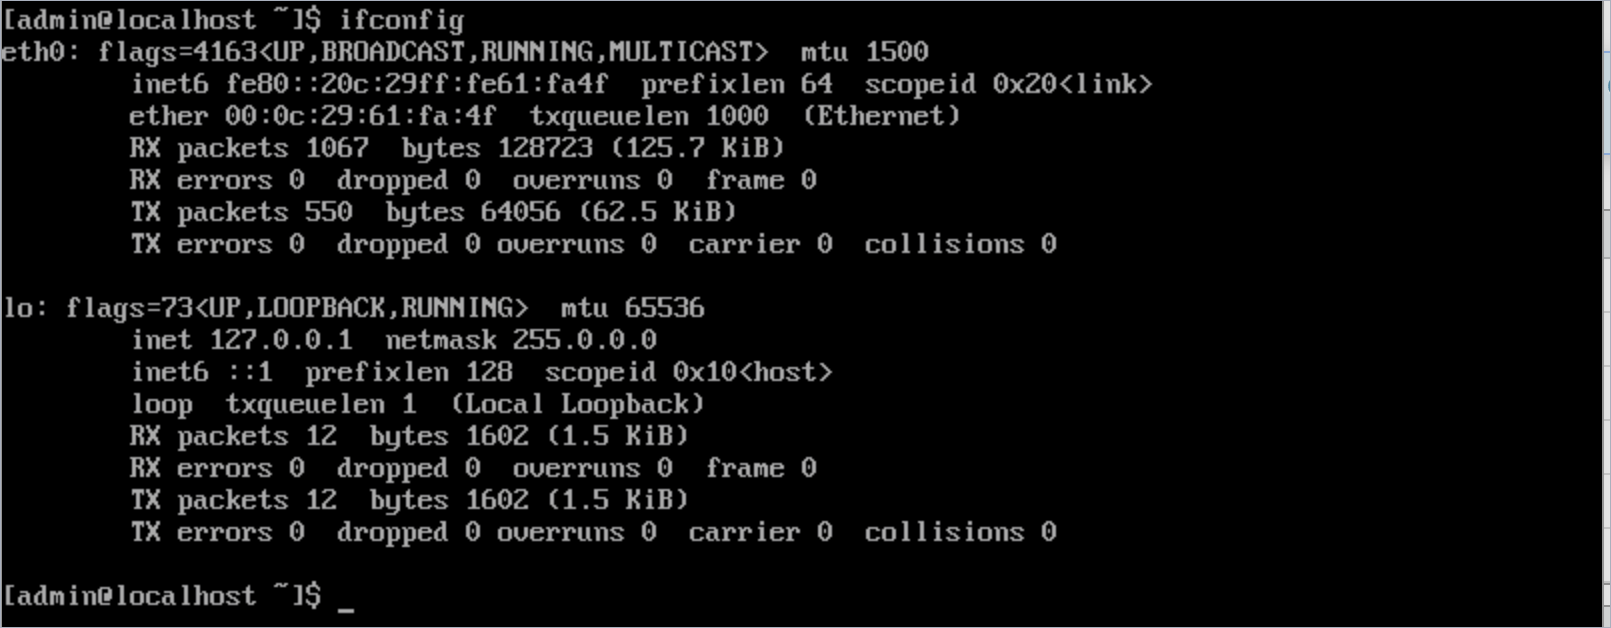 [admin@localhost ~]$ ifconfig
eth0: flags=4163<UP,BROADCAST,RUNNING,MULTICAST>  mtu 1500
        inet6 fe80::20c:29ff:fe61:fa4f  prefixlen 64  scopeid 0x20<link>
        ether 00:0c:29:61:fa:4f  txqueuelen 1000  (Ethernet)
        RX packets 1067  bytes 128723 (125.7 KiB)
        RX errors 0  dropped 0  overruns 0  frame 0
        TX packets 550  bytes 64056 (62.5 KiB)
        TX errors 0  dropped 0 overruns 0  carrier 0  collisions 0

lo: flags=73<UP,LOOPBACK,RUNNING>  mtu 65536
        inet 127.0.0.1  netmask 255.0.0.0
        inet6 ::1  prefixlen 128  scopeid 0x10<host>
        loop  txqueuelen 1  (Local Loopback)
        RX packets 12  bytes 1602 (1.5 KiB)
        RX errors 0  dropped 0  overruns 0  frame 0
        TX packets 12  bytes 1602 (1.5 KiB)
        TX errors 0  dropped 0 overruns 0  carrier 0  collisions 0

[admin@localhost ~]$ _